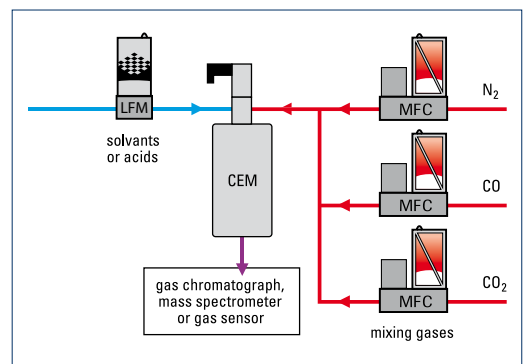 LFM
solvants
or acids
CEM
gas chromatograph,
mass spectrometer
or gas sensor
MFC
N₂
MFC
CO
MFC
CO₂
mixing gases